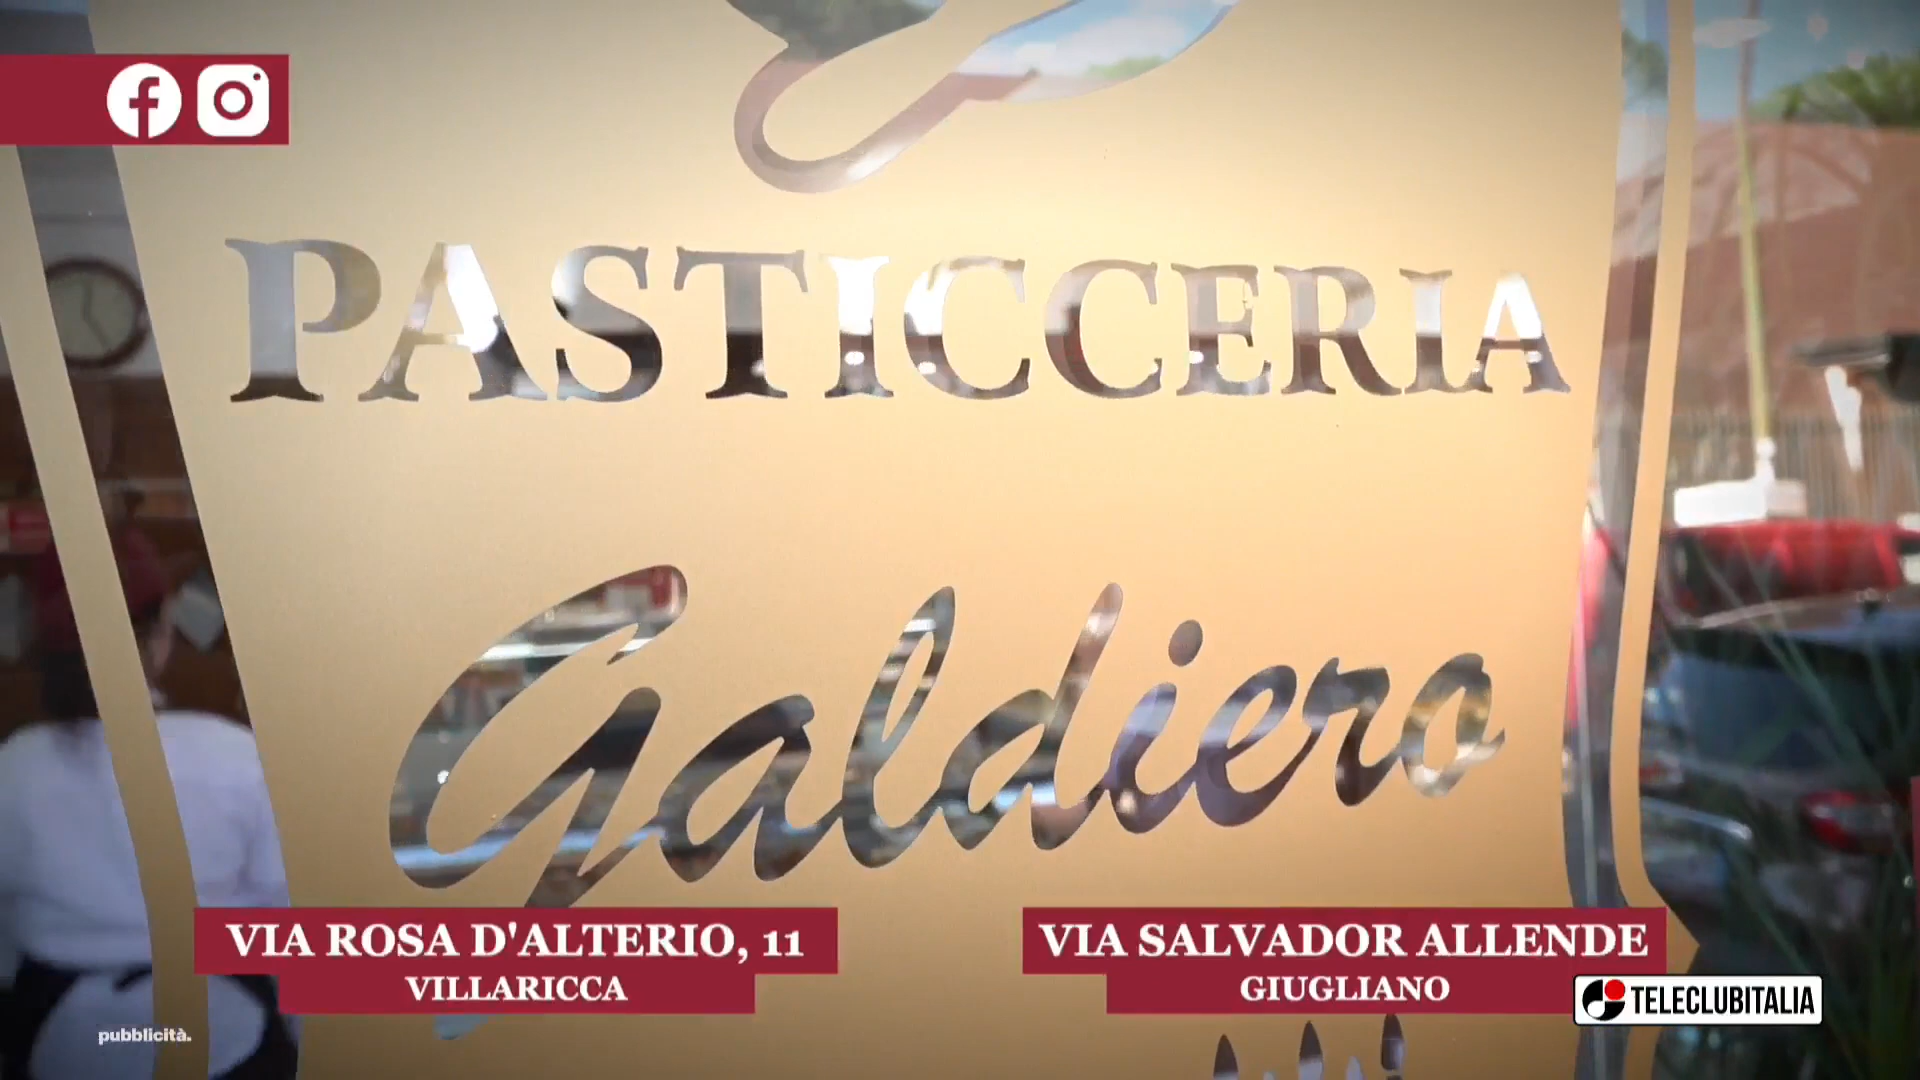 PASTICCERIA
Galdiero
VIA ROSA D'ALTERIO, 11
VILLARICCA
VIA SALVADOR ALLENDE
GIUGLIANO
TELECLUBITALIA
pubblicità.